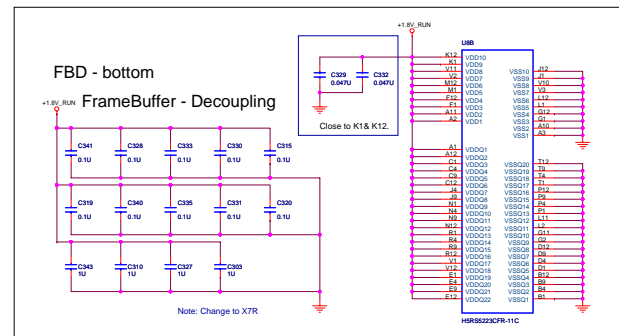 +1.8V_RUN
U8B
FBD - bottom
FrameBuffer - Decoupling
+1.8V_RUN
C329
0.047U
C332
0.047U
Close to K1& K12.
C341
0.1U
C328
0.1U
C333
0.1U
C330
0.1U
C315
0.1U
C319
0.1U
C340
0.1U
C335
0.1U
C331
0.1U
C320
0.1U
C343
1U
C310
1U
C327
1U
C303
1U
Note: Change to X7R
K12 VDD10
K1 VDD9
V11 VDD8 VSS10 J12
V2 VDD7 VSS9 J1
M12 VDD6 VSS8 V10
M1 VDD5 VSS7 V3
F12 VDD4 VSS6 L12
F1 VDD3 VSS5 L1
A11 VDD2 VSS4 G12
A2 VDD1 VSS3 G1
VSS2 A10
VSS1 A3
A1 VDDQ1
A12 VDDQ2
C1 VDDQ3 VSSQ20 T12
C4 VDDQ4 VSSQ19 T9
C9 VDDQ5 VSSQ18 T4
C12 VDDQ6 VSSQ17 T1
J4 VDDQ7 VSSQ16 P12
J9 VDDQ8 VSSQ15 P9
N1 VDDQ9 VSSQ14 P4
N4 VDDQ10 VSSQ13 P1
N9 VDDQ11 VSSQ12 L11
N12 VDDQ12 VSSQ11 L2
R1 VDDQ13 VSSQ10 G11
R4 VDDQ14 VSSQ9 G2
R9 VDDQ15 VSSQ8 D12
R12 VDDQ16 VSSQ7 D9
V1 VDDQ17 VSSQ6 D4
V12 VDDQ18 VSSQ5 D1
E1 VDDQ19 VSSQ4 B12
E4 VDDQ20 VSSQ3 B9
E9 VDDQ21 VSSQ2 B4
E12 VDDQ22 VSSQ1 B1
H5RS5223CFR-11C